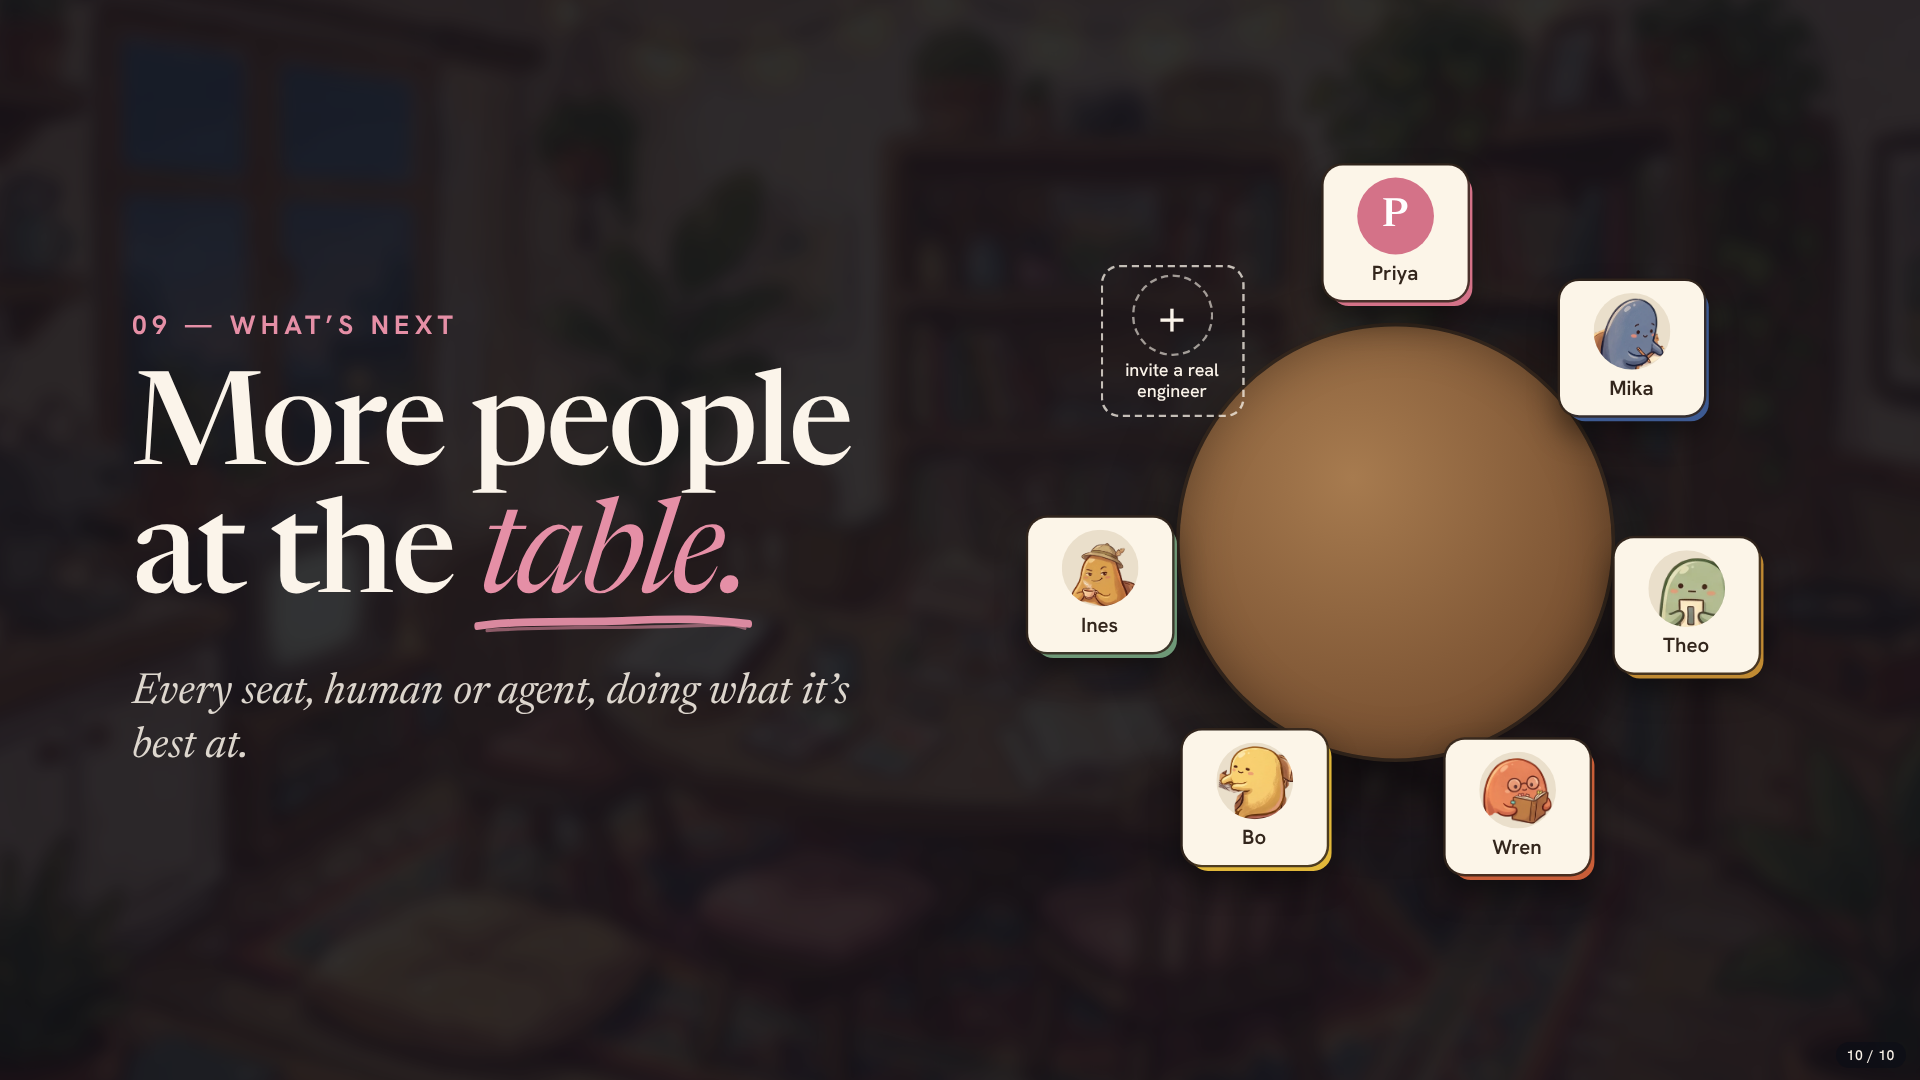 09 — WHAT’S NEXT
More people
at the table.
Every seat, human or agent, doing what it’s
best at.
P
Priya
+
invite a real
engineer
Mika
Ines
Theo
Bo
Wren
10 / 10